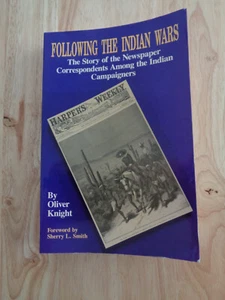 FOLLOWING THE INDIAN WARS
The Story of the Newspaper
Correspondents Among the Indian
Campaigners
HARPER'S WEEKLY
By
Oliver
Knight
Foreword by
Sherry L. Smith